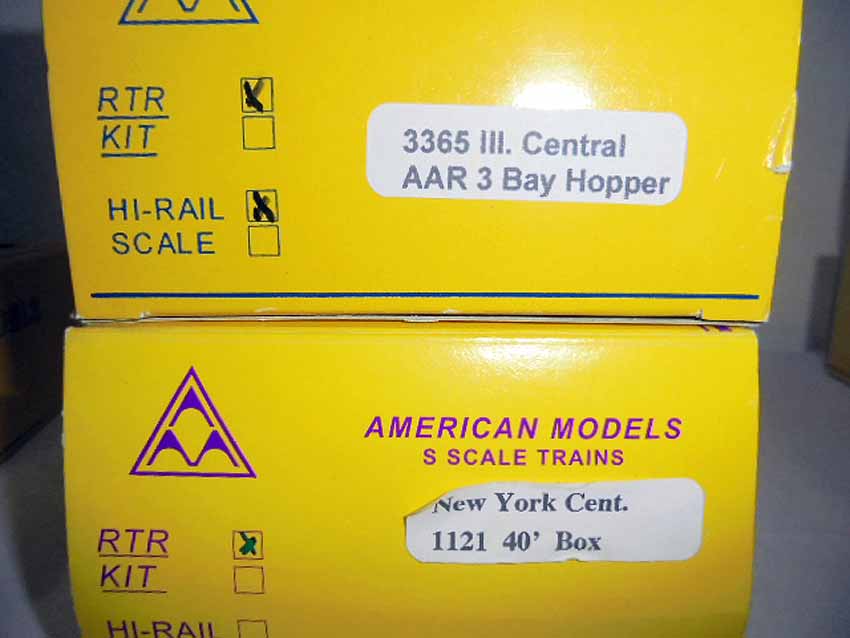 RTR
KIT
3365 Ill. Central
AAR 3 Bay Hopper
HI-RAIL
SCALE
AMERICAN MODELS
S SCALE TRAINS
New York Cent.
1121 40' Box
RTR
KIT
HI-RAIL